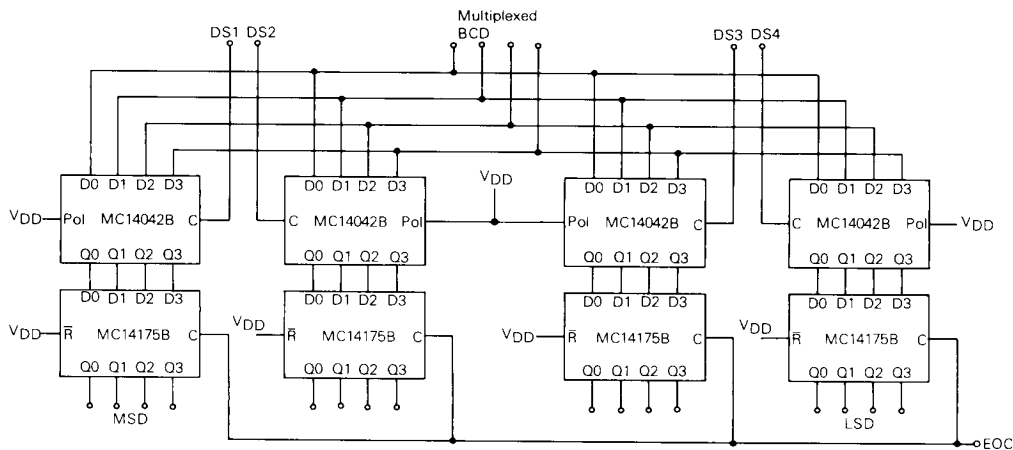 Multiplexed
BCD
DS1 DS2 DS3 DS4
D0 D1 D2 D3 D0 D1 D2 D3 D0 D1 D2 D3 D0 D1 D2 D3
VDD
VDD Pol MC14042B C C MC14042B Pol Pol MC14042B C C MC14042B Pol VDD
Q0 Q1 Q2 Q3 Q0 Q1 Q2 Q3 Q0 Q1 Q2 Q3 Q0 Q1 Q2 Q3
D0 D1 D2 D3 D0 D1 D2 D3 D0 D1 D2 D3 D0 D1 D2 D3
VDD R̅ MC14175B C VDD R̅ MC14175B C VDD R̅ MC14175B C VDD R̅ MC14175B C
Q0 Q1 Q2 Q3 Q0 Q1 Q2 Q3 Q0 Q1 Q2 Q3 Q0 Q1 Q2 Q3
MSD LSD
EOC